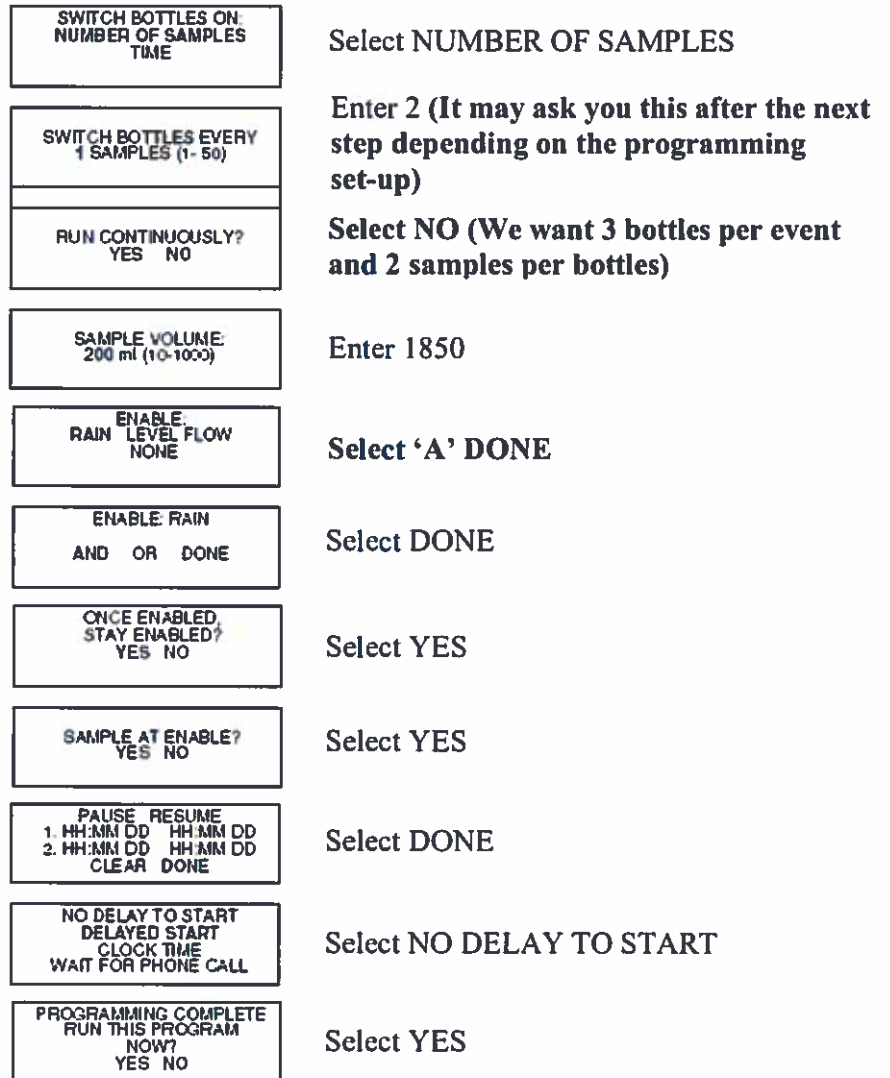 SWITCH BOTTLES ON:
NUMBER OF SAMPLES
TIME
Select NUMBER OF SAMPLES
SWITCH BOTTLES EVERY
1 SAMPLES (1- 50)
Enter 2 (It may ask you this after the next
step depending on the programming
set-up)
RUN CONTINUOUSLY?
YES NO
Select NO (We want 3 bottles per event
and 2 samples per bottles)
SAMPLE VOLUME:
200 ml (10-1000)
Enter 1850
ENABLE:
RAIN LEVEL FLOW
NONE
Select ‘A’ DONE
ENABLE: RAIN
AND OR DONE
Select DONE
ONCE ENABLED,
STAY ENABLED?
YES NO
Select YES
SAMPLE AT ENABLE?
YES NO
Select YES
PAUSE RESUME
1. HH:MM DD HH:MM DD
2. HH:MM DD HH:MM DD
CLEAR DONE
Select DONE
NO DELAY TO START
DELAYED START
CLOCK TIME
WAIT FOR PHONE CALL
Select NO DELAY TO START
PROGRAMMING COMPLETE
RUN THIS PROGRAM
NOW?
YES NO
Select YES